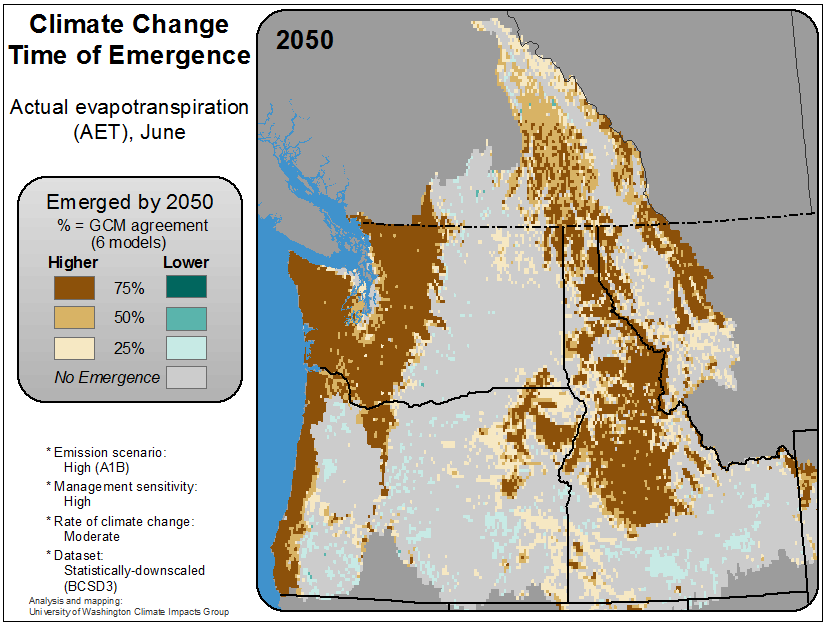 Climate Change
Time of Emergence
Actual evapotranspiration
(AET), June
Emerged by 2050
% = GCM agreement
(6 models)
Higher Lower
75%
50%
25%
No Emergence
* Emission scenario:
High (A1B)
* Management sensitivity:
High
* Rate of climate change:
Moderate
* Dataset:
Statistically-downscaled
(BCSD3)
Analysis and mapping:
University of Washington Climate Impacts Group
2050